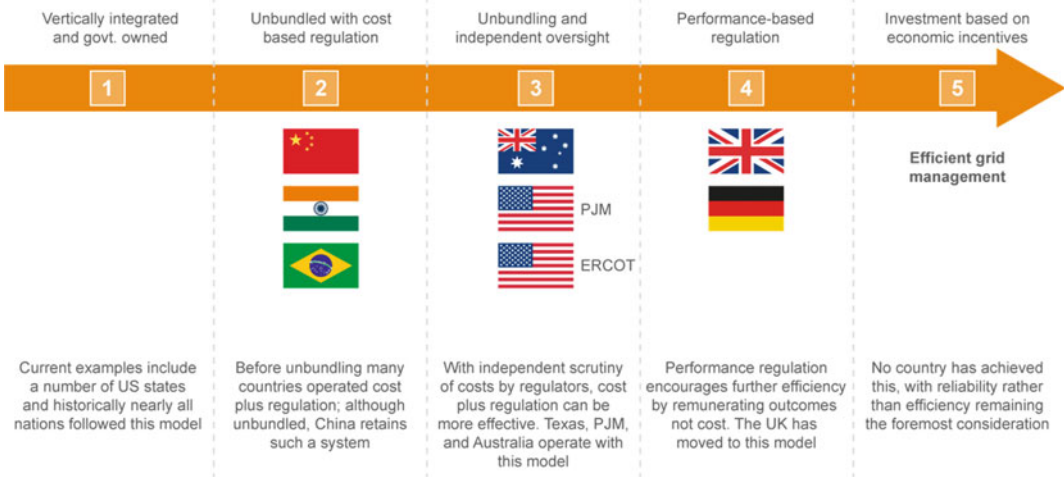 Vertically integrated
and govt. owned
Unbundled with cost
based regulation
Unbundling and
independent oversight
Performance-based
regulation
Investment based on
economic incentives
1
2
3
4
5
PJM
ERCOT
Efficient grid
management
Current examples include
a number of US states
and historically nearly all
nations followed this model
Before unbundling many
countries operated cost
plus regulation; although
unbundled, China retains
such a system
With independent scrutiny
of costs by regulators, cost
plus regulation can be
more effective. Texas, PJM,
and Australia operate with
this model
Performance regulation
encourages further efficiency
by remunerating outcomes
not cost. The UK has
moved to this model
No country has achieved
this, with reliability rather
than efficiency remaining
the foremost consideration